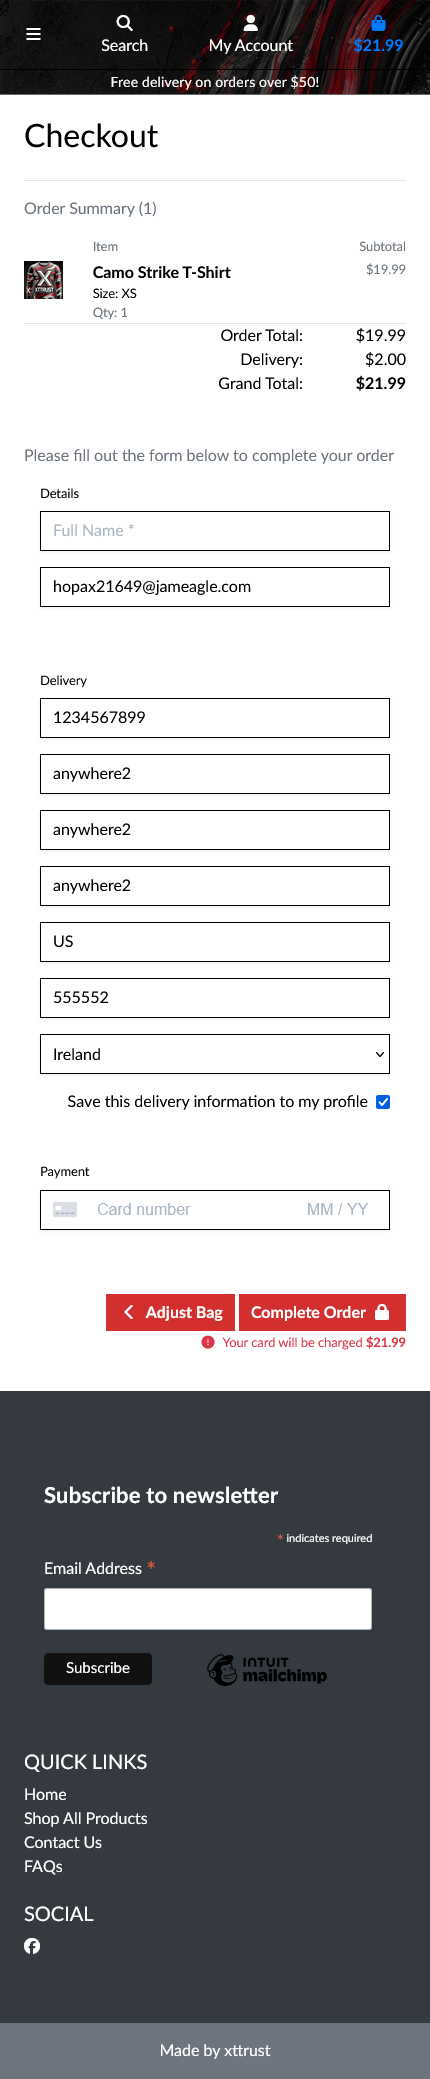 Search
My Account
$21.99
Free delivery on orders over $50!
Checkout
Order Summary (1)
Item Subtotal
Camo Strike T-Shirt $19.99
Size: XS
Qty: 1
X
XTTRUST
Order Total: $19.99
Delivery: $2.00
Grand Total: $21.99
Please fill out the form below to complete your order
Details
Full Name *
hopax21649@jameagle.com
Delivery
1234567899
anywhere2
anywhere2
anywhere2
US
555552
Ireland
Save this delivery information to my profile
Payment
Card number MM / YY
Adjust Bag
Complete Order
Your card will be charged $21.99
Subscribe to newsletter
* indicates required
Email Address *
Subscribe
INTUIT
mailchimp
QUICK LINKS
Home
Shop All Products
Contact Us
FAQs
SOCIAL
Made by xttrust